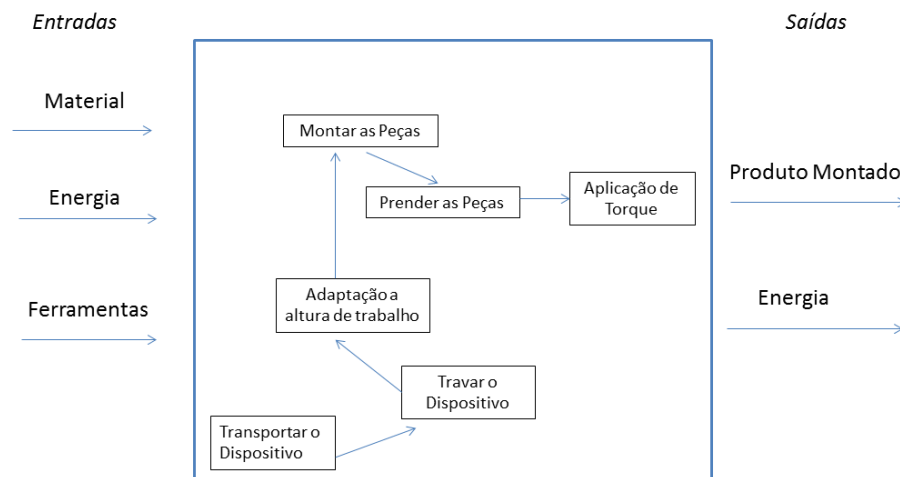 Entradas
Saídas
Material
Montar as Peças
Produto Montado
Energia
Prender as Peças
Aplicação de
Torque
Ferramentas
Adaptação a
altura de trabalho
Energia
Travar o
Dispositivo
Transportar o
Dispositivo